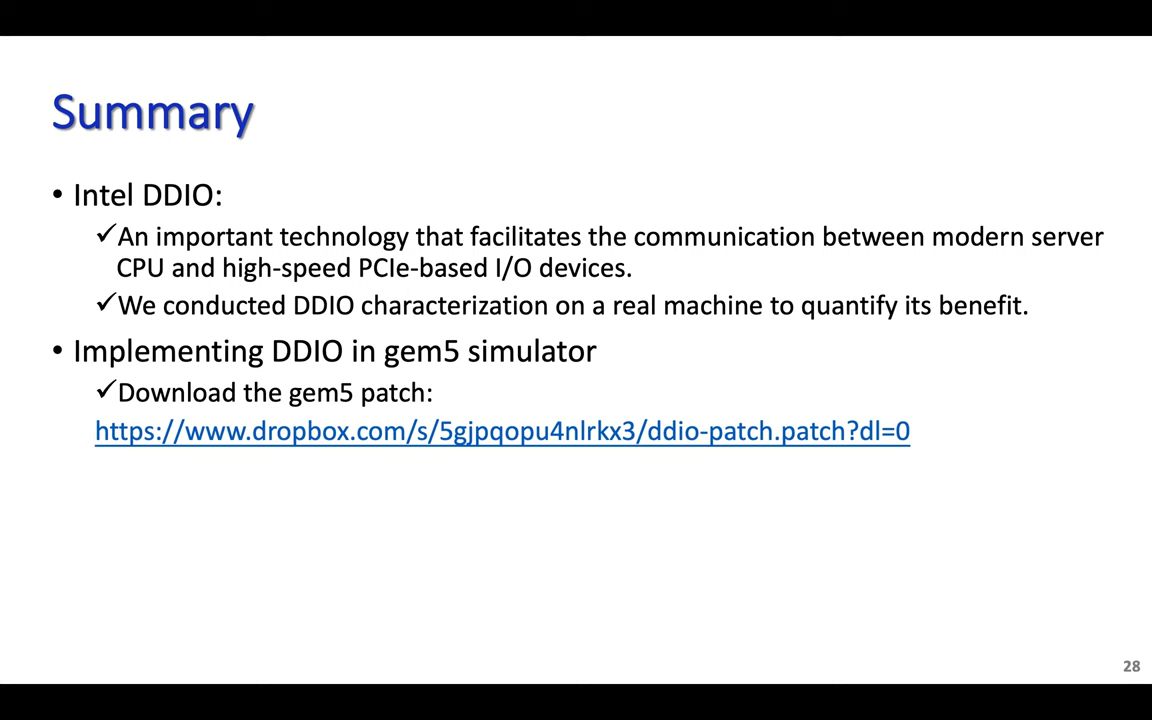 Summary
• Intel DDIO:
✓An important technology that facilitates the communication between modern server
CPU and high-speed PCIe-based I/O devices.
✓We conducted DDIO characterization on a real machine to quantify its benefit.
• Implementing DDIO in gem5 simulator
✓Download the gem5 patch:
https://www.dropbox.com/s/5gjpqopu4nlrkx3/ddio-patch.patch?dl=0
28